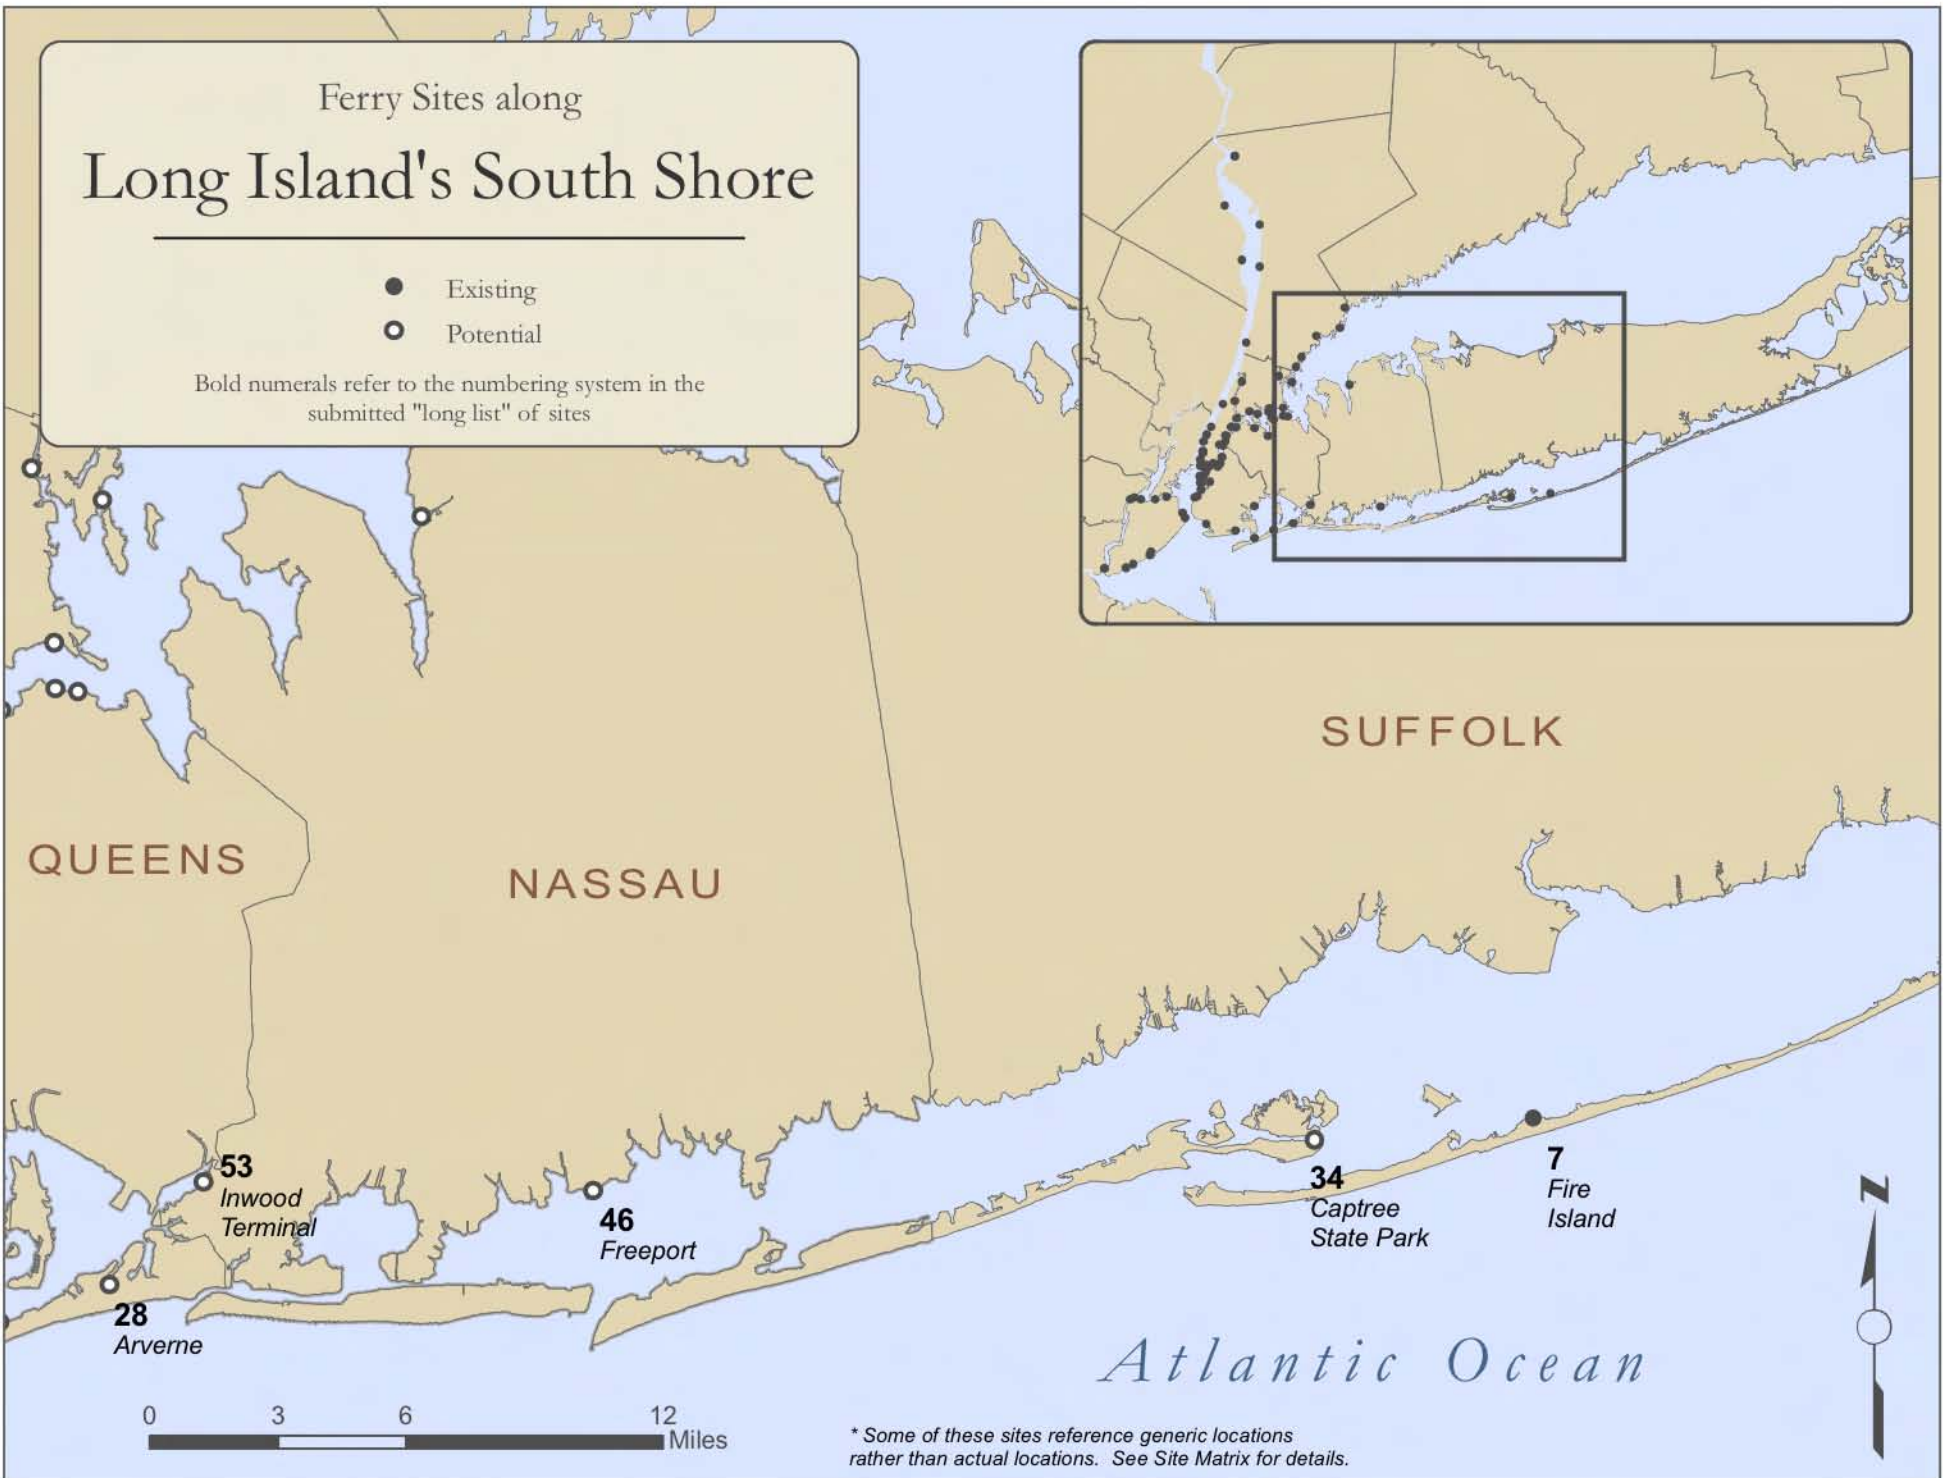 Ferry Sites along
Long Island's South Shore
Existing
Potential
Bold numerals refer to the numbering system in the
submitted "long list" of sites
SUFFOLK
QUEENS
NASSAU
53
Inwood
Terminal
46
Freeport
34
Captree
State Park
7
Fire
Island
28
Arverne
N
Atlantic Ocean
0 3 6 12
Miles
* Some of these sites reference generic locations
rather than actual locations. See Site Matrix for details.